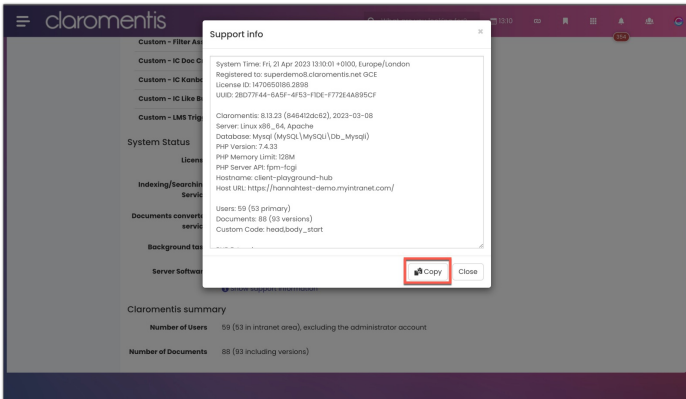 claromentis
13:10
254
Custom - Filter Ass
Custom - IC Doc C
Custom - IC Kanb
Custom - IC Like B
Custom - LMS Trig
System Status
Licens
Indexing/Searchin
Servic
Documents converte
servic
Background tas
Server Softwar
Support info
×
System Time: Fri, 21 Apr 2023 13:10:01 +0100, Europe/London
Registered to: superdemo8.claromentis.net GCE
License ID: 1470650186.2898
UUID: 2BD77F44-6A5F-4F53-F1DE-F772E4A895CF
Claromentis: 8.13.23 (846412dc62), 2023-03-08
Server: Linux x86_64, Apache
Database: Mysql (MySQL\MySQLi\Db_Mysqli)
PHP Version: 7.4.33
PHP Memory Limit: 128M
PHP Server API: fpm-fcgi
Hostname: client-playground-hub
Host URL: https://hannahtest-demo.myintranet.com/
Users: 59 (53 primary)
Documents: 88 (93 versions)
Custom Code: head,body_start
Copy
Close
Show support information
Claromentis summary
Number of Users 59 (53 in intranet area), excluding the administrator account
Number of Documents 88 (93 including versions)